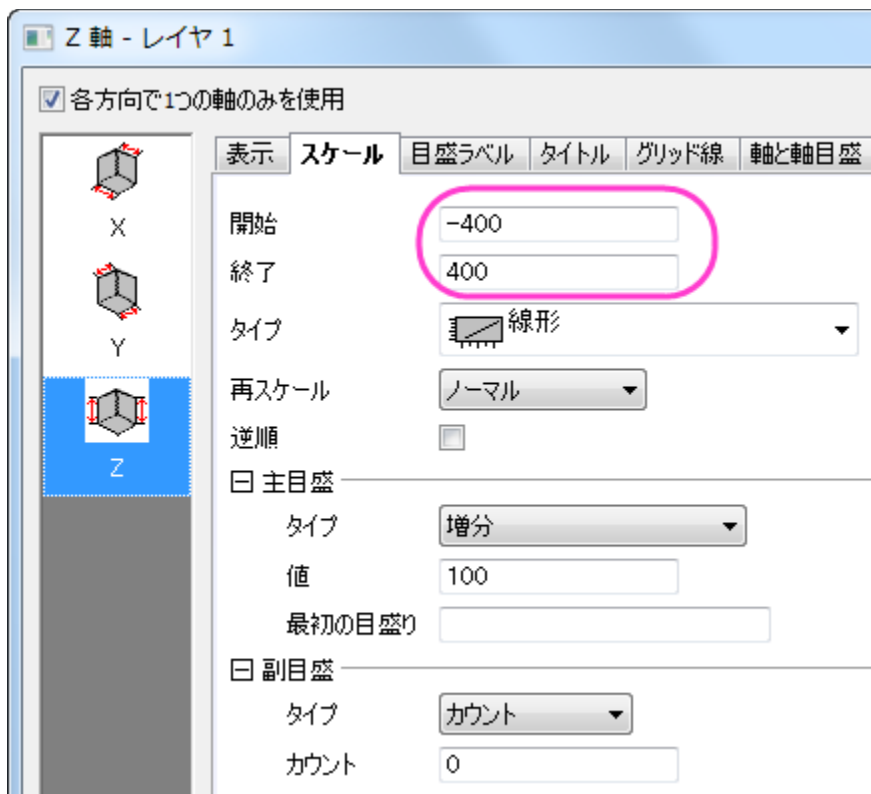 Z 軸 - レイヤ 1
各方向で1つの軸のみを使用
表示 スケール 目盛ラベル タイトル グリッド線 軸と軸目盛
X
Y
Z
開始 -400
終了 400
タイプ 線形
再スケール ノーマル
逆順
主目盛
タイプ 増分
値 100
最初の目盛り
副目盛
タイプ カウント
カウント 0